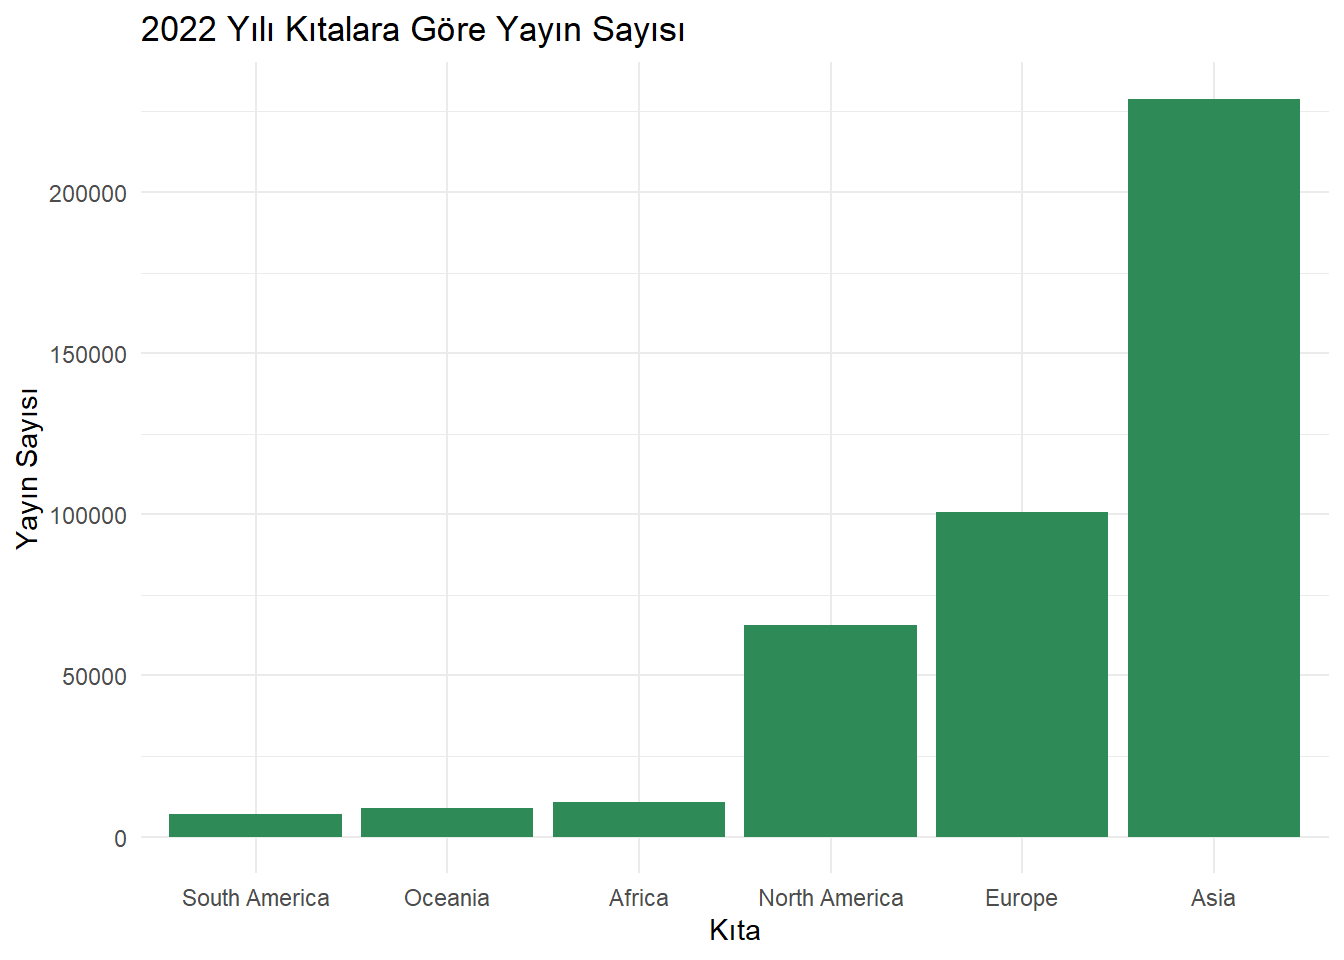 2022 Yılı Kıtalara Göre Yayın Sayısı
Yayın Sayısı
200000
150000
100000
50000
0
South America
Oceania
Africa
North America
Europe
Asia
Kıta